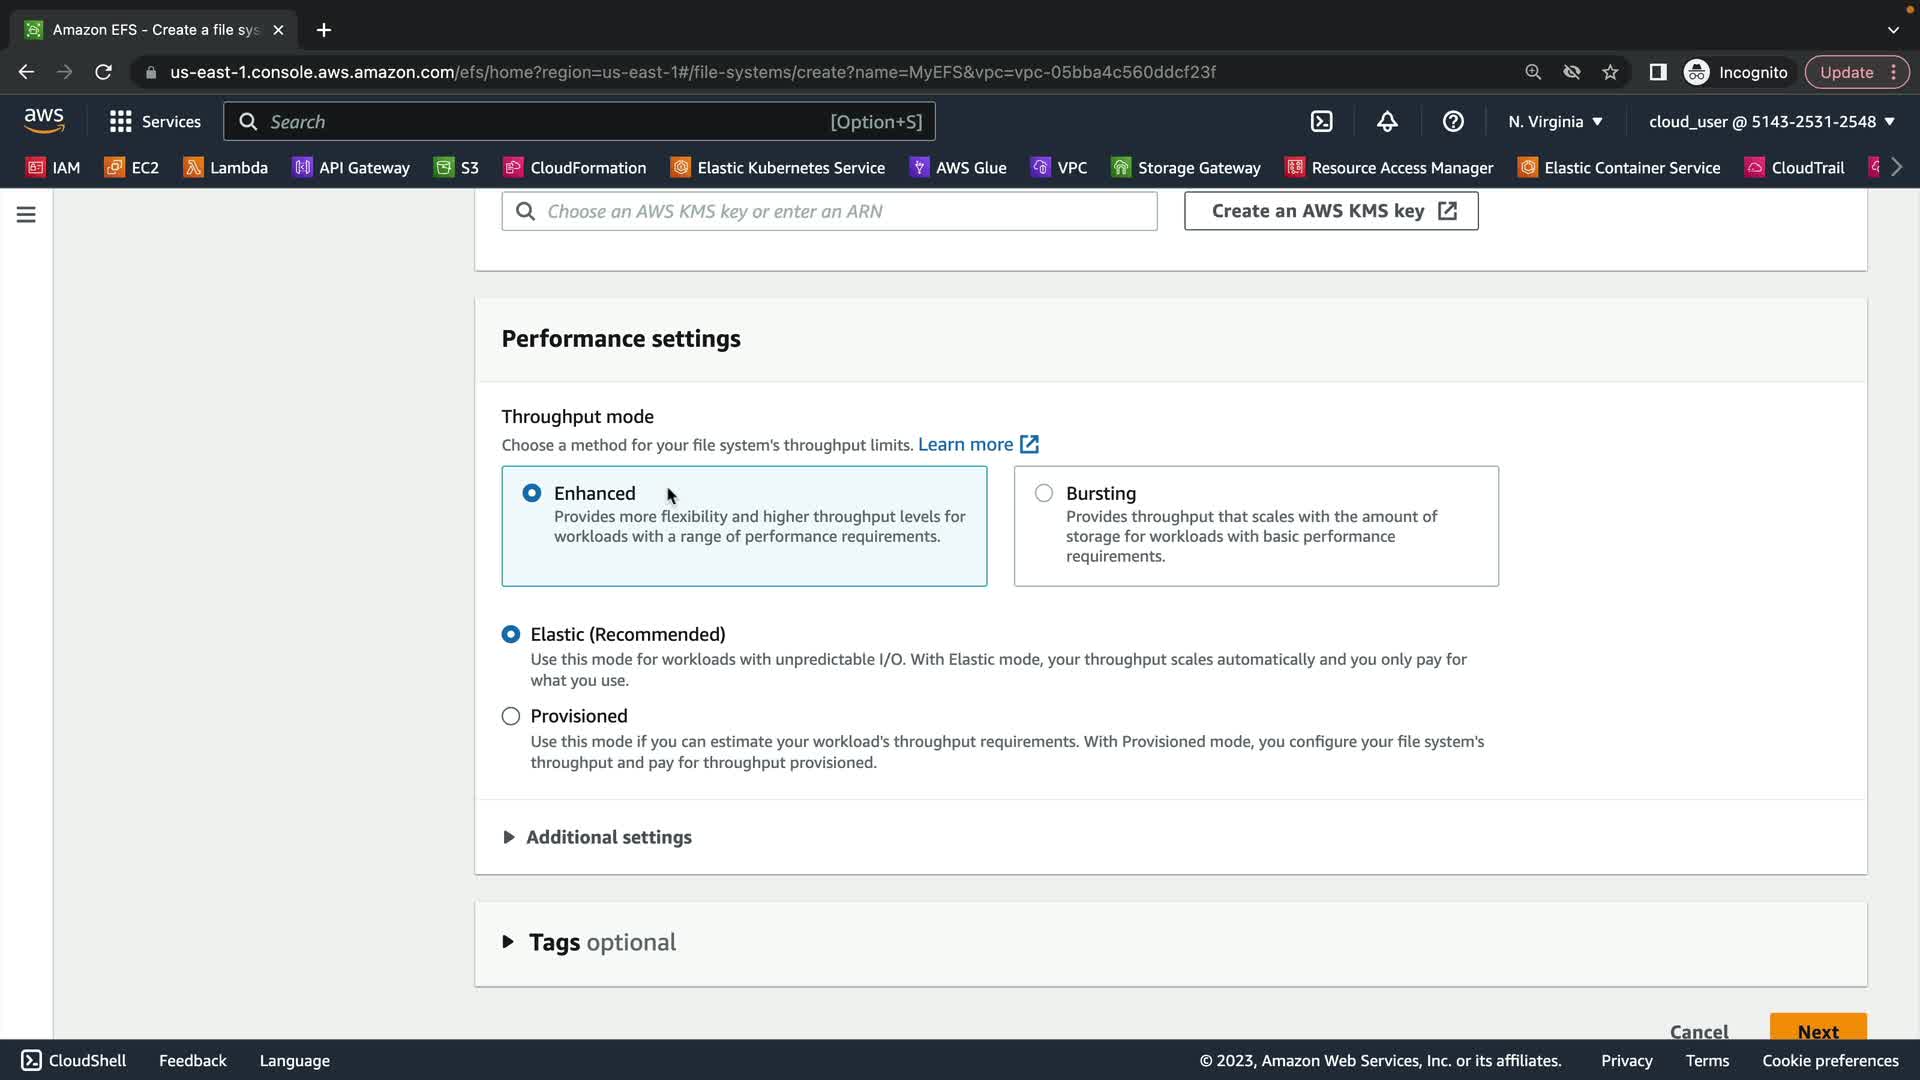 Amazon EFS - Create a file sys
us-east-1.console.aws.amazon.com/efs/home?region=us-east-1#/file-systems/create?name=MyEFS&vpc=vpc-05bba4c560ddcf23f
Incognito
Update
aws
Services
Search
[Option+S]
N. Virginia
cloud_user @ 5143-2531-2548
IAM
EC2
Lambda
API Gateway
S3
CloudFormation
Elastic Kubernetes Service
AWS Glue
VPC
Storage Gateway
Resource Access Manager
Elastic Container Service
CloudTrail
Choose an AWS KMS key or enter an ARN
Create an AWS KMS key
Performance settings
Throughput mode
Choose a method for your file system's throughput limits. Learn more
Enhanced
Provides more flexibility and higher throughput levels for
workloads with a range of performance requirements.
Bursting
Provides throughput that scales with the amount of
storage for workloads with basic performance
requirements.
Elastic (Recommended)
Use this mode for workloads with unpredictable I/O. With Elastic mode, your throughput scales automatically and you only pay for
what you use.
Provisioned
Use this mode if you can estimate your workload's throughput requirements. With Provisioned mode, you configure your file system's
throughput and pay for throughput provisioned.
Additional settings
Tags optional
Cancel
Next
CloudShell
Feedback
Language
© 2023, Amazon Web Services, Inc. or its affiliates.
Privacy
Terms
Cookie preferences